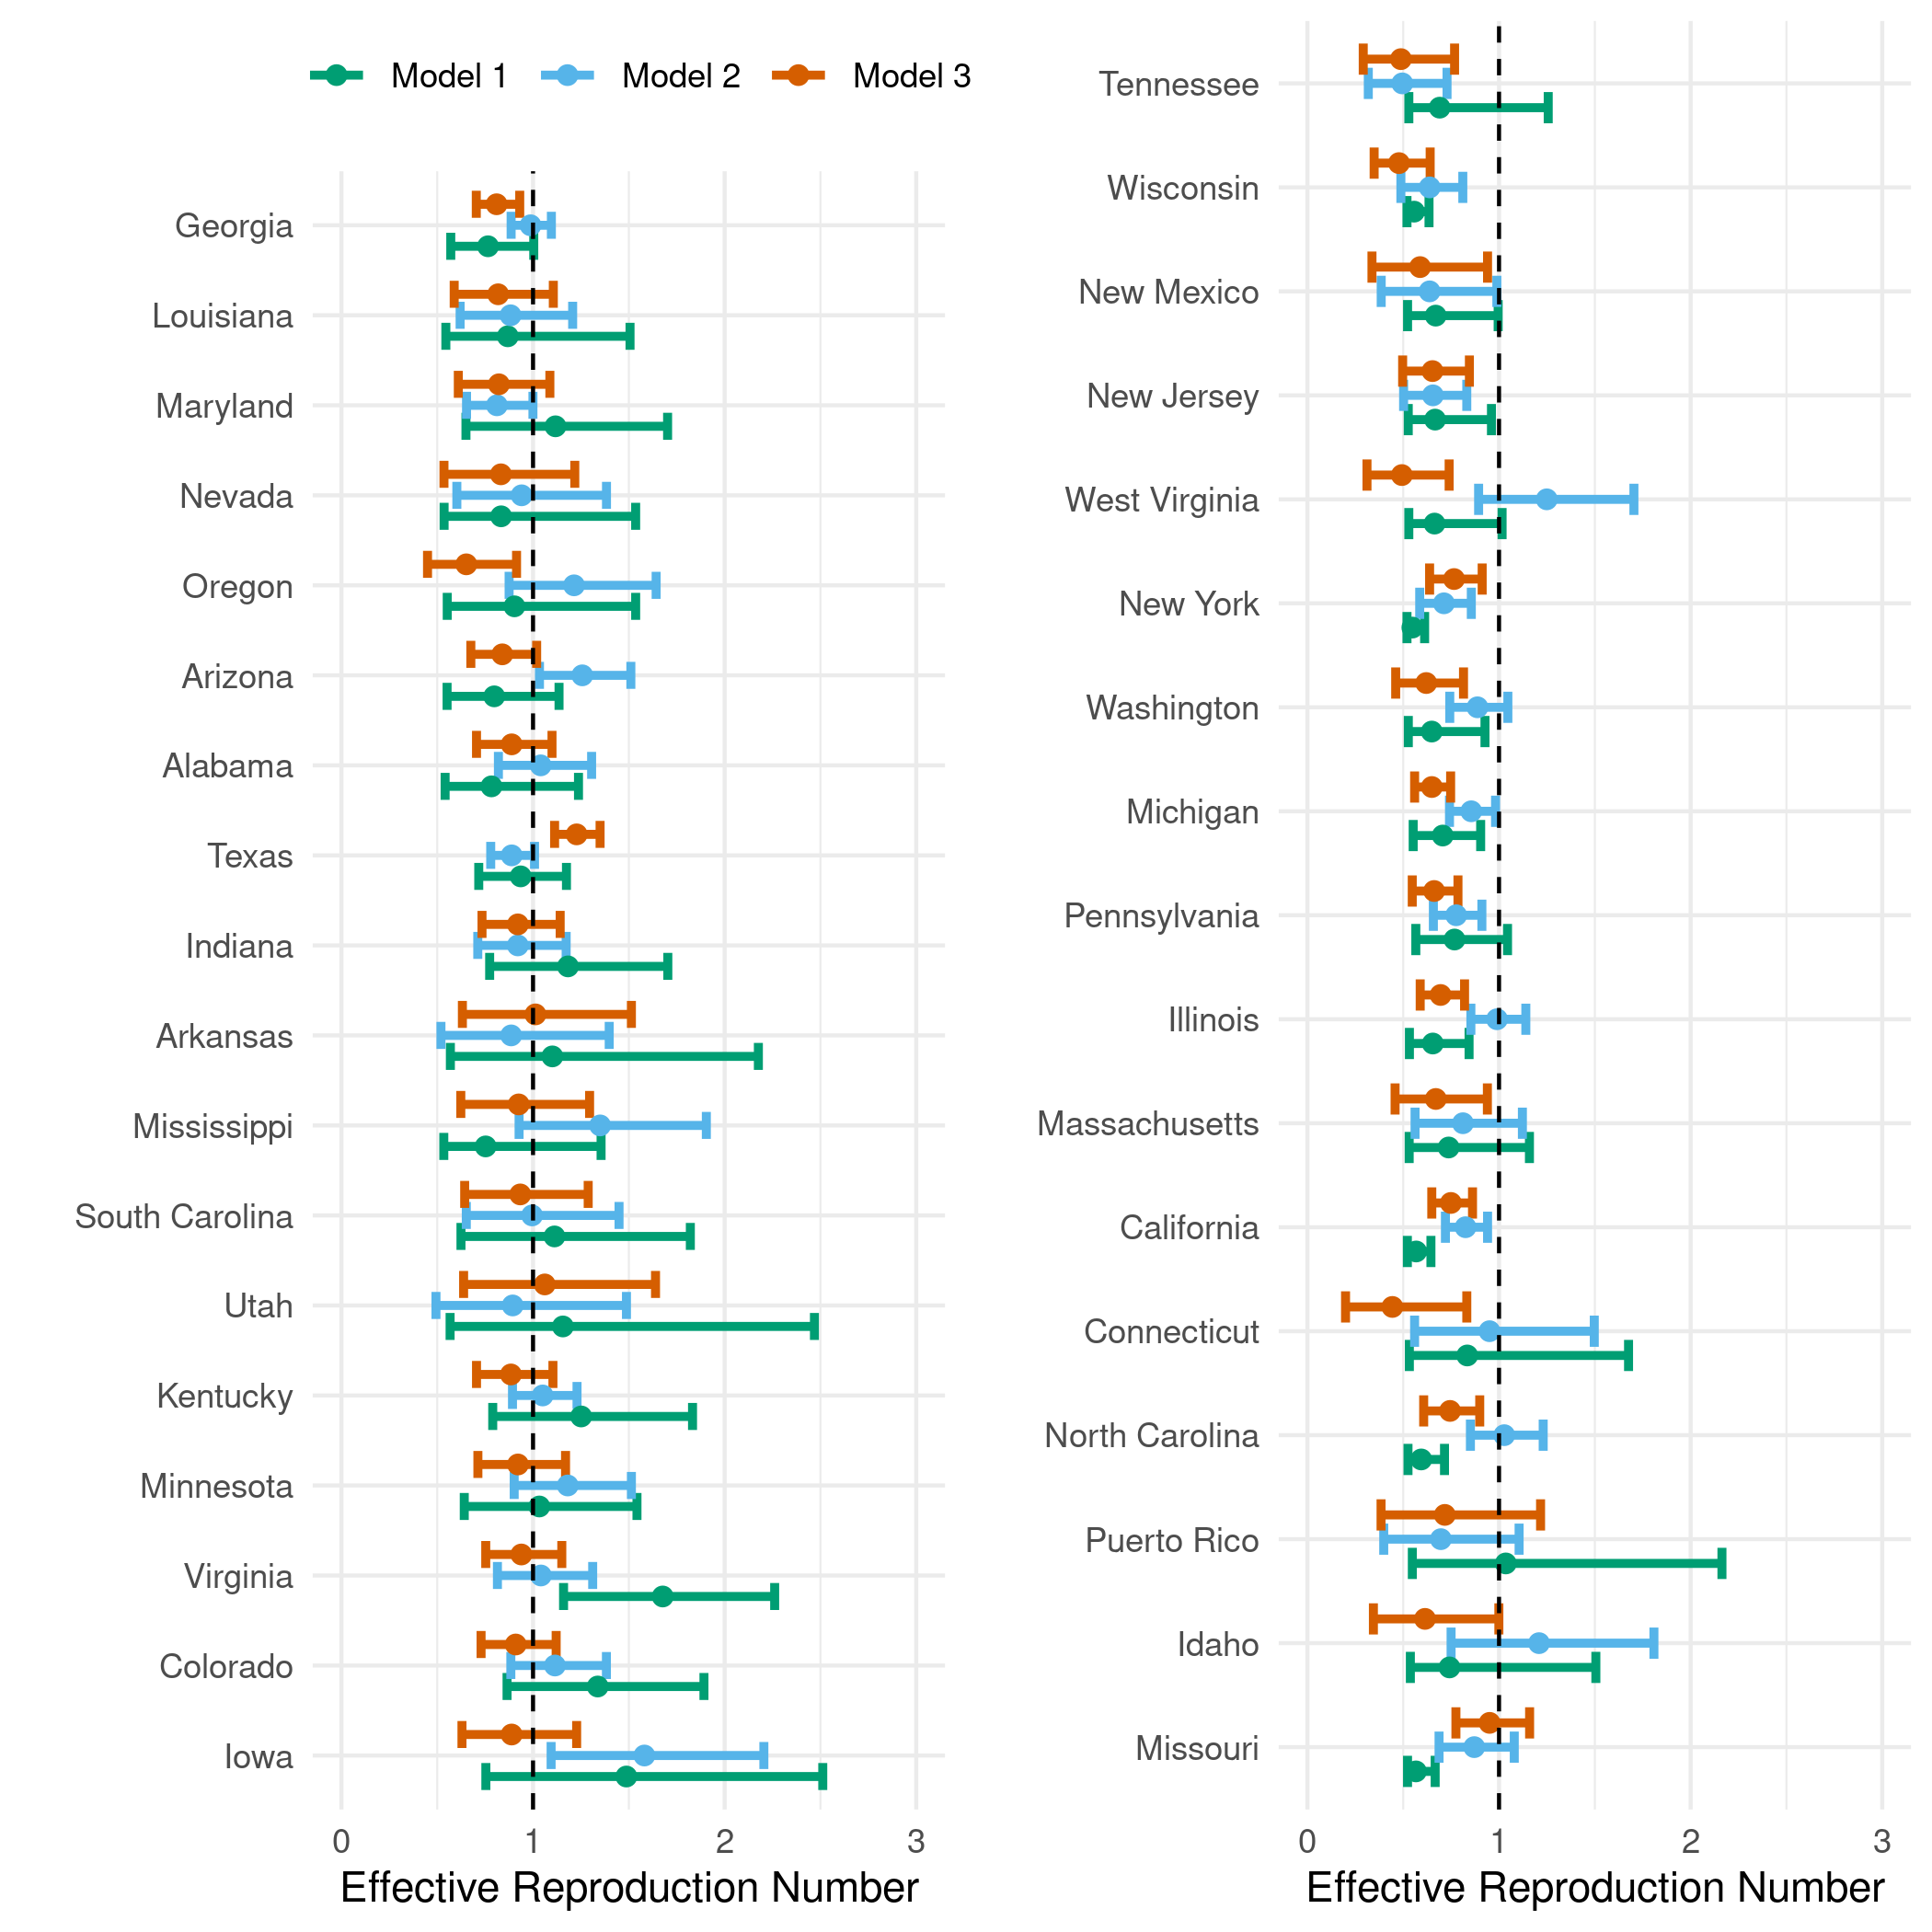 Model 1 Model 2 Model 3
Georgia
Louisiana
Maryland
Nevada
Oregon
Arizona
Alabama
Texas
Indiana
Arkansas
Mississippi
South Carolina
Utah
Kentucky
Minnesota
Virginia
Colorado
Iowa
0 1 2 3
Effective Reproduction Number
Tennessee
Wisconsin
New Mexico
New Jersey
West Virginia
New York
Washington
Michigan
Pennsylvania
Illinois
Massachusetts
California
Connecticut
North Carolina
Puerto Rico
Idaho
Missouri
0 1 2 3
Effective Reproduction Number